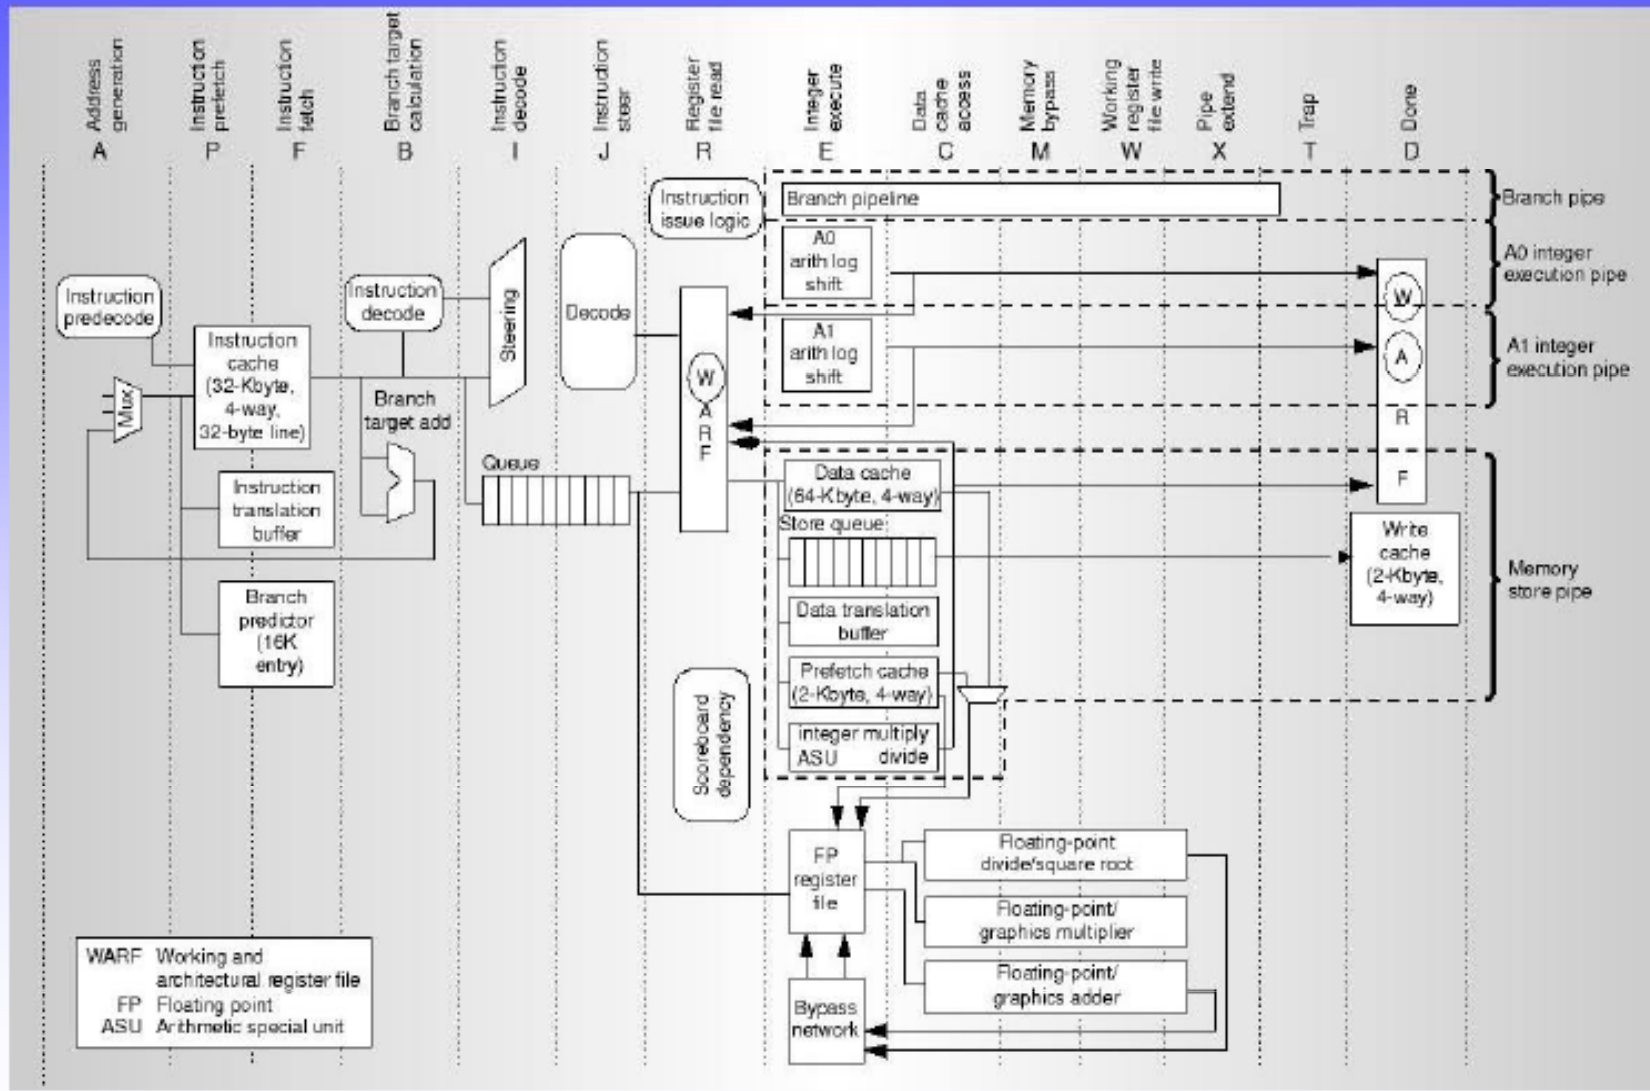 Address
generation
A
Instruction
prefetch
P
Instruction
fetch
F
Branch target
calculation
B
Instruction
decode
I
Instruction
steer
J
Register
file read
R
Integer
execute
E
Data
cache
access
C
Memory
bypass
M
Working
register
file write
W
Pipe
extend
X
Trap
T
Done
D
Instruction
issue logic
Branch pipeline
Branch pipe
A0
arith log
shift
A0 integer
execution pipe
Instruction
predecode
Instruction
decode
Steering
Decode
W
A
R
F
Instruction
cache
(32-Kbyte,
4-way,
32-byte line)
Mux
Branch
target add
W
A
R
F
A1
arith log
shift
A1 integer
execution pipe
Queue
Instruction
translation
buffer
Branch
predictor
(16K
entry)
Data cache
(64-Kbyte, 4-way)
Store queue
Data translation
buffer
Prefetch cache
(2-Kbyte, 4-way)
integer multiply
ASU divide
Write
cache
(2-Kbyte,
4-way)
Memory
store pipe
Scoreboard
dependency
FP
register
file
Floating-point
divide/square root
Floating-point/
graphics multiplier
Floating-point/
graphics adder
Bypass
network
WARF Working and
architectural register file
FP Floating point
ASU Arithmetic special unit